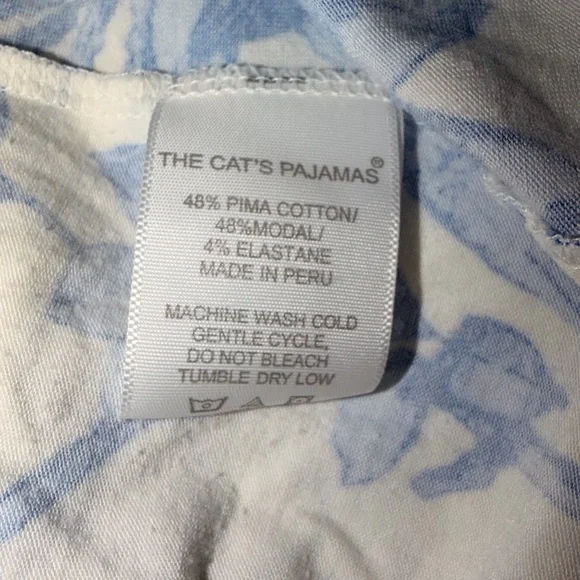 THE CAT'S PAJAMAS®
48% PIMA COTTON/
48%MODAL/
4% ELASTANE
MADE IN PERU
MACHINE WASH COLD
GENTLE CYCLE,
DO NOT BLEACH
TUMBLE DRY LOW